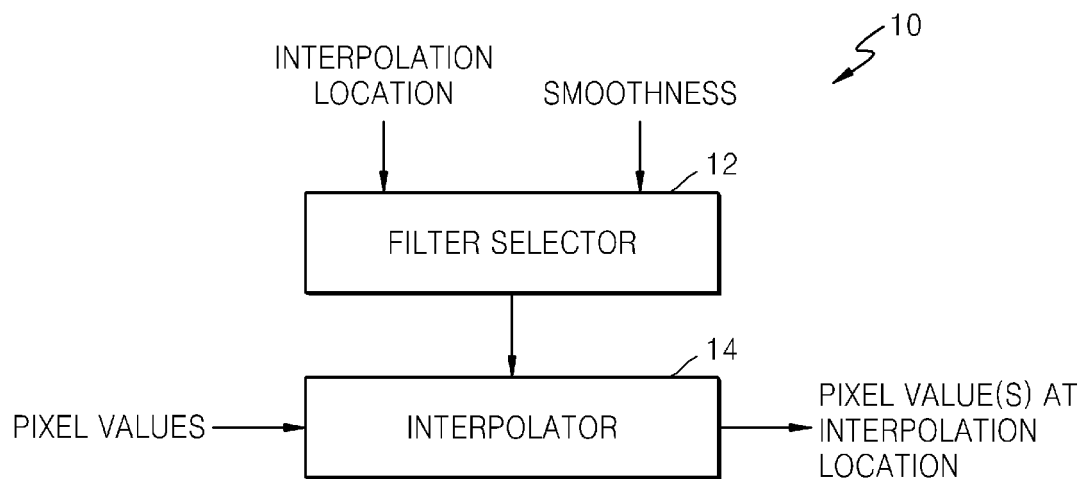 10
INTERPOLATION
LOCATION
SMOOTHNESS
12
FILTER SELECTOR
14
PIXEL VALUES
INTERPOLATOR
PIXEL VALUE(S) AT
INTERPOLATION
LOCATION